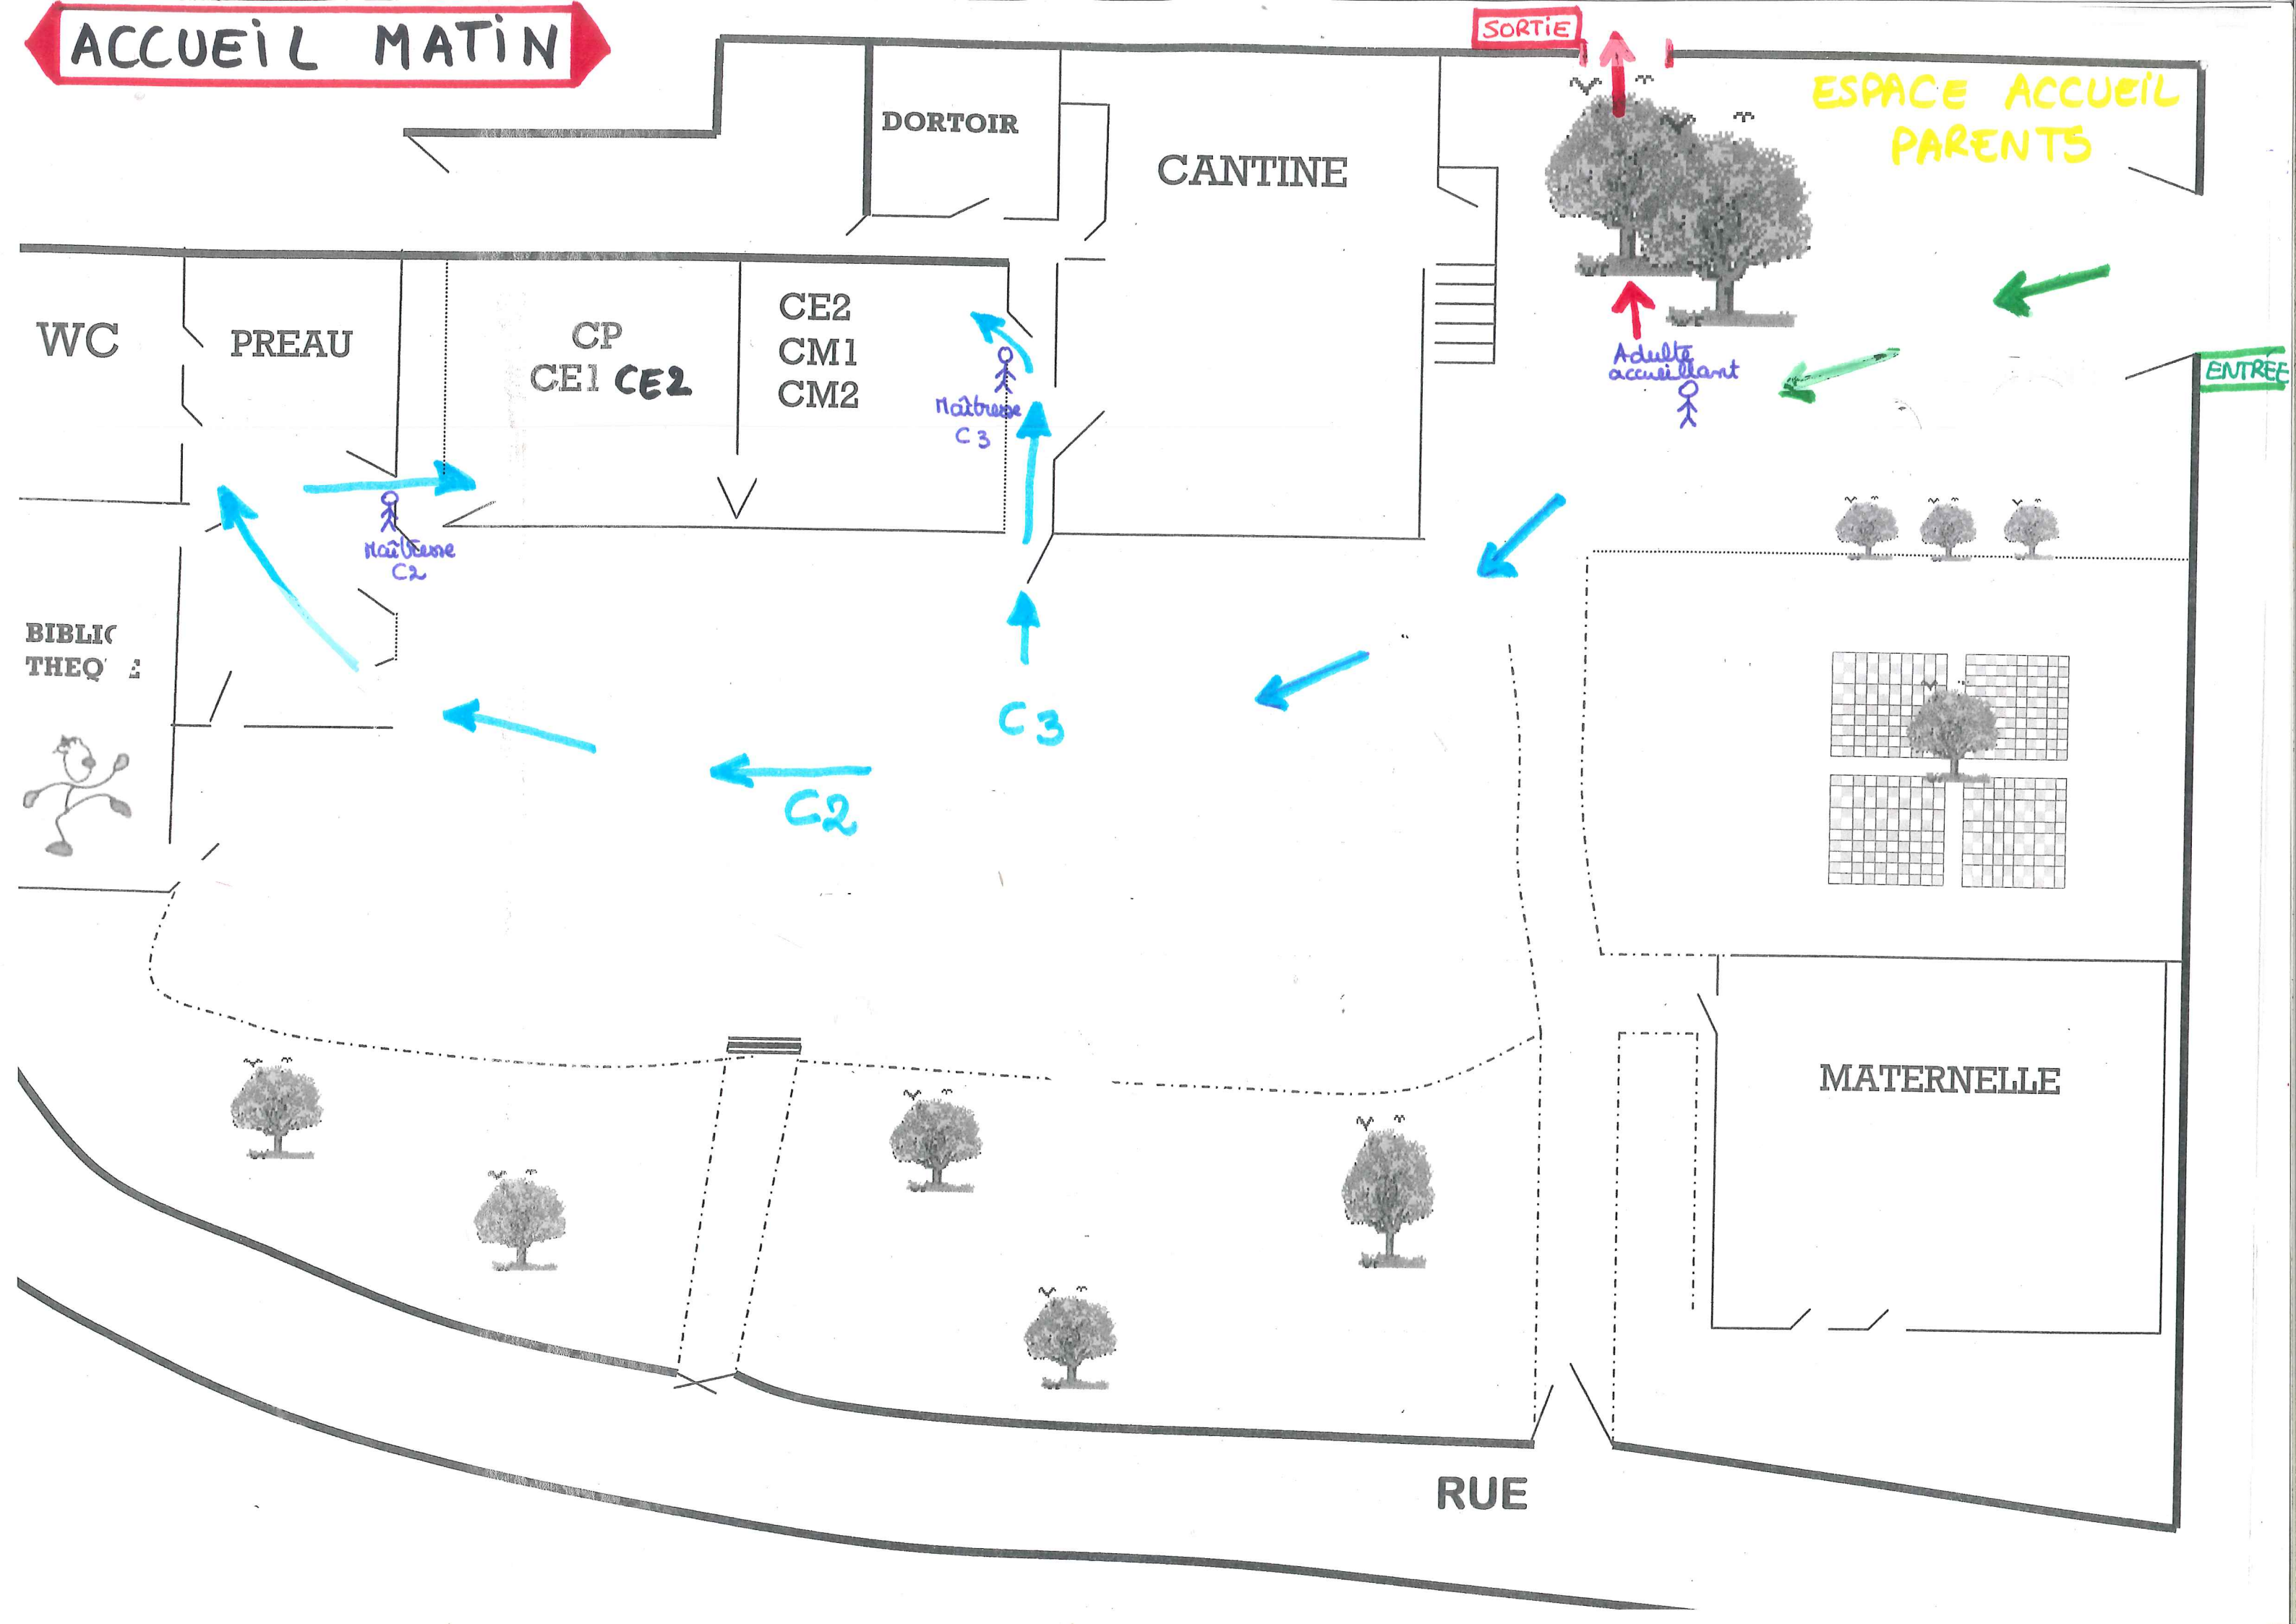 ACCUEIL MATIN
SORTIE
ESPACE ACCUEIL
PARENTS
DORTOIR
CANTINE
WC
PREAU
CP
CE1 CE2
CE2
CM1
CM2
Maîtresse
C3
Adulte
accueillant
ENTRÉE
Maîtresse
C2
C3
C2
MATERNELLE
RUE